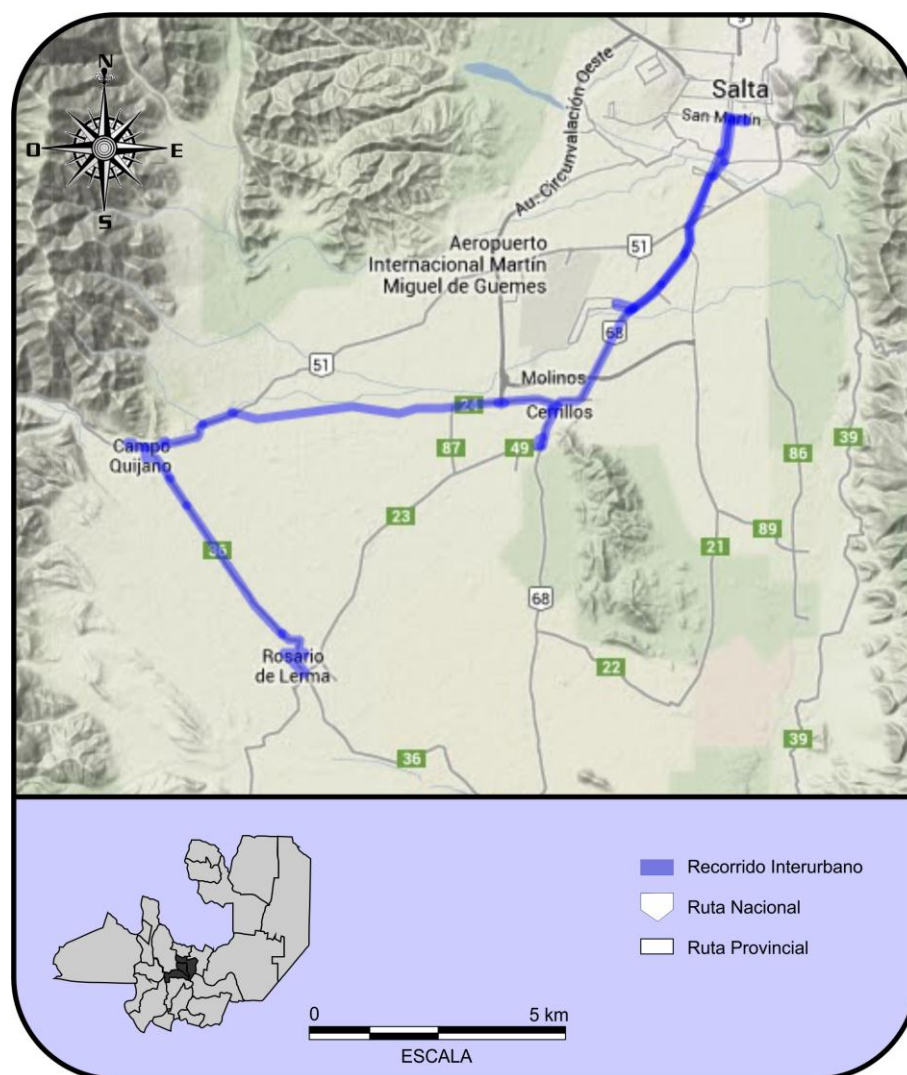 9
N
O
E
S
Salta
San Martín
Au. Circunvalación Oeste
Aeropuerto
Internacional Martín
Miguel de Guemes
51
68
51
Molinos
24
Cerrillos
Campo
Quijano
87
49
39
86
23
89
21
36
68
Rosario
de Lerma
22
36
39
Recorrido Interurbano
Ruta Nacional
Ruta Provincial
0
5 km
ESCALA